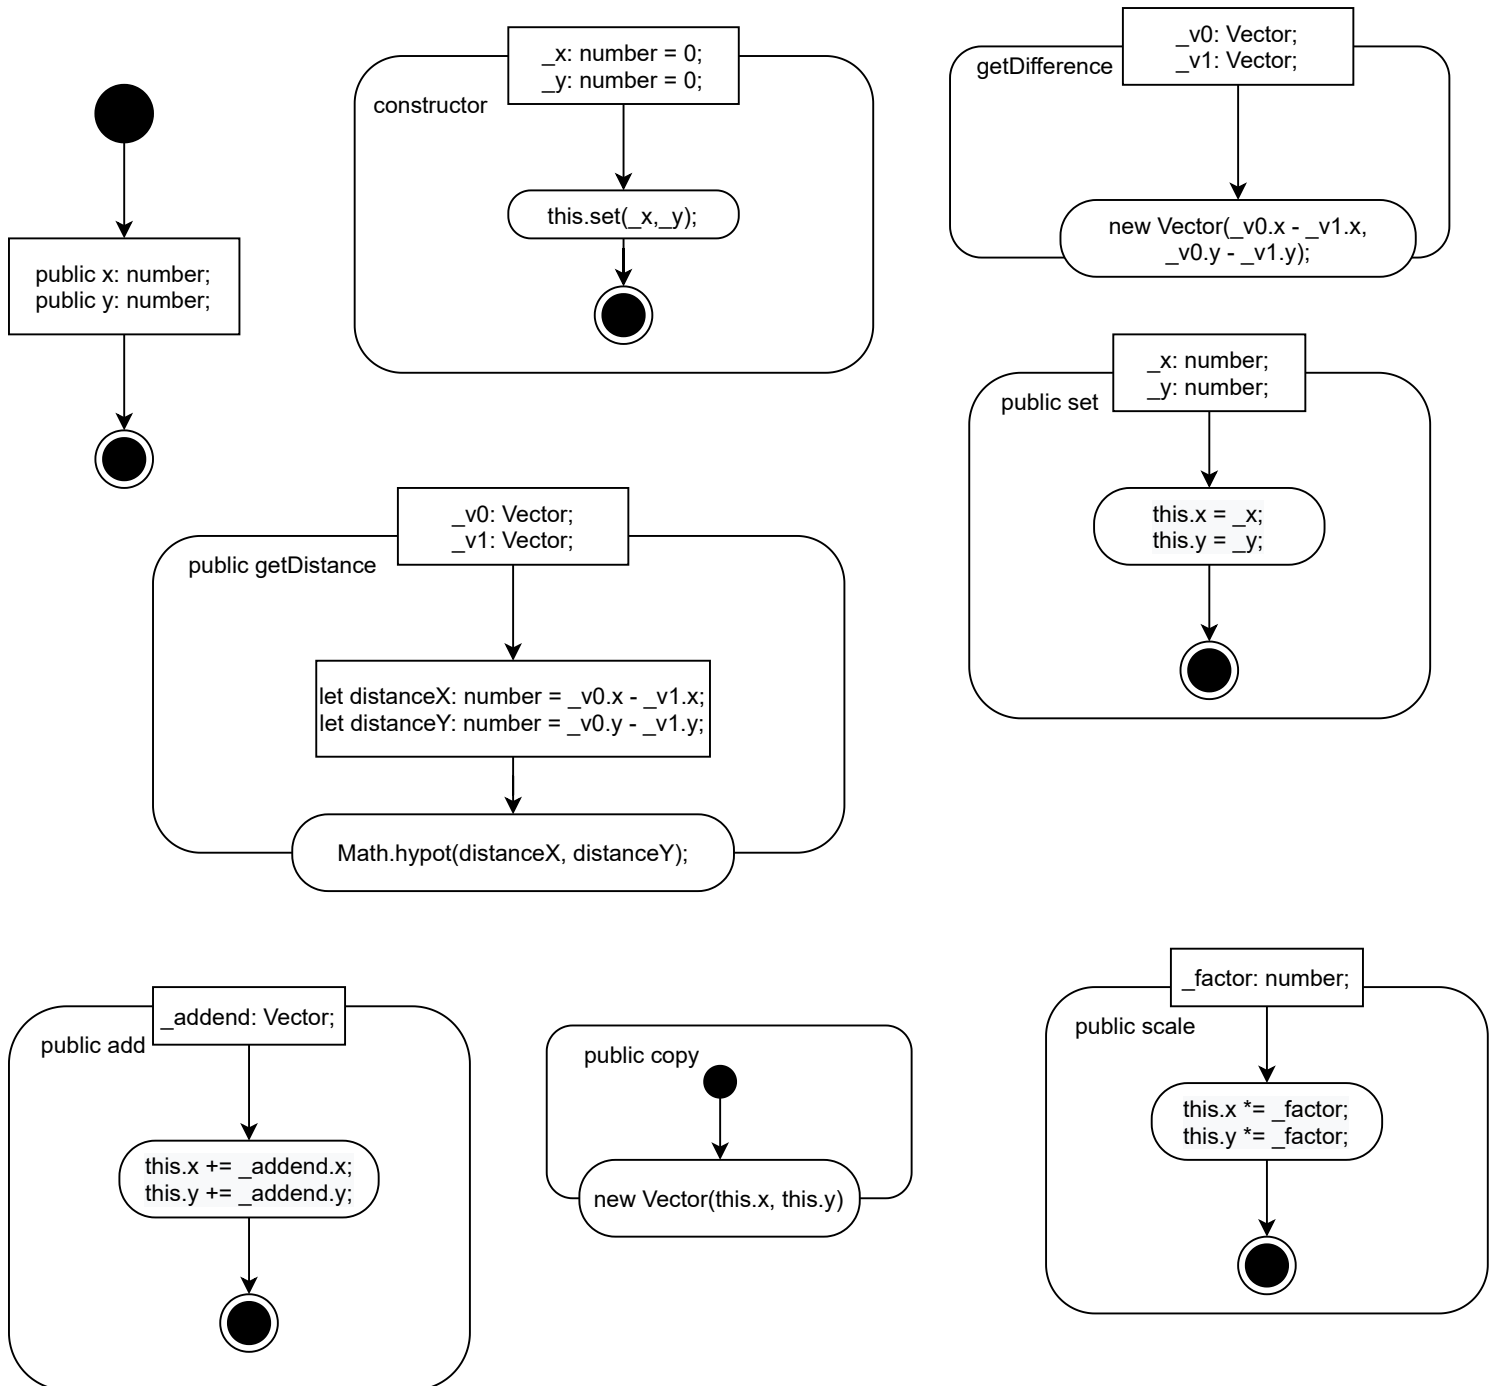 _x: number = 0;
_y: number = 0;
constructor
this.set(_x,_y);
_v0: Vector;
_v1: Vector;
getDifference
new Vector(_v0.x - _v1.x,
_v0.y - _v1.y);
public x: number;
public y: number;
_x: number;
_y: number;
public set
this.x = _x;
this.y = _y;
_v0: Vector;
_v1: Vector;
public getDistance
let distanceX: number = _v0.x - _v1.x;
let distanceY: number = _v0.y - _v1.y;
Math.hypot(distanceX, distanceY);
_addend: Vector;
public add
this.x += _addend.x;
this.y += _addend.y;
public copy
new Vector(this.x, this.y)
_factor: number;
public scale
this.x *= _factor;
this.y *= _factor;